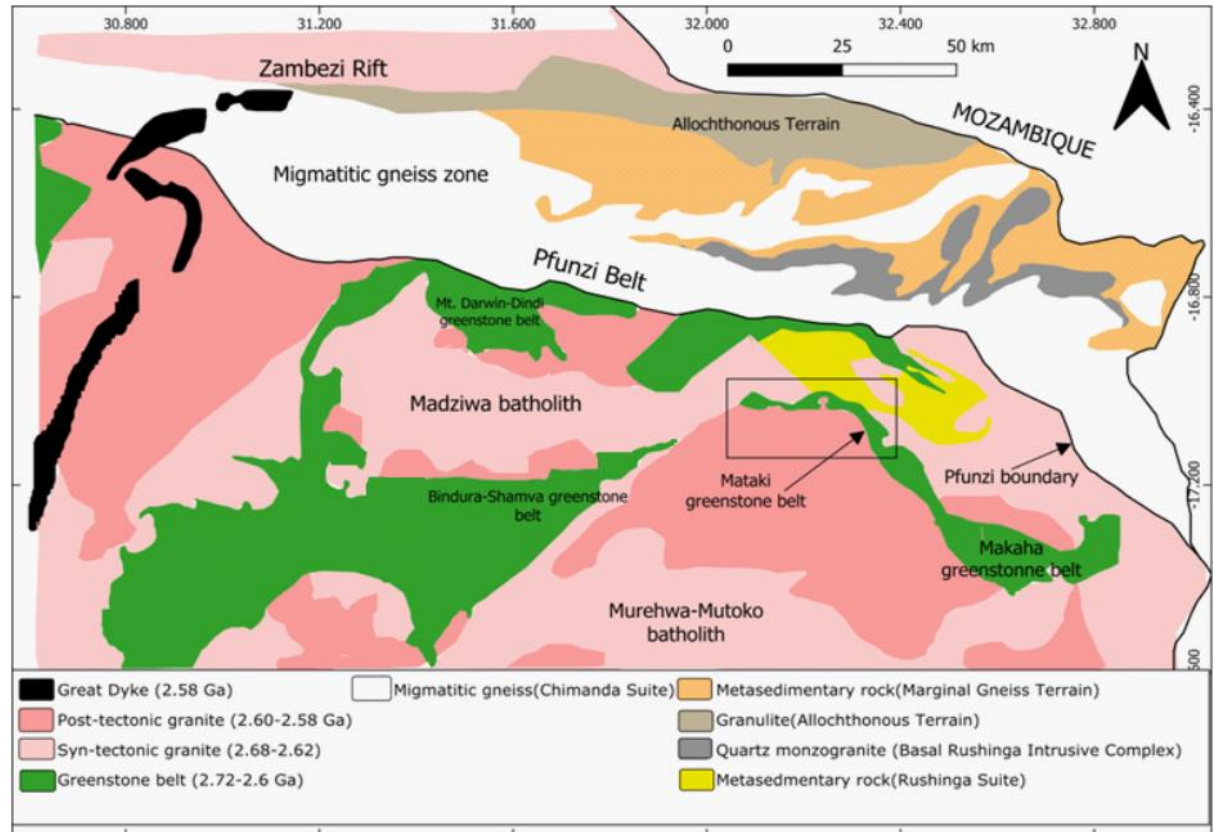 30.800 31.200 31.600 32.000 32.400 32.800
0 25 50 km
N
Zambezi Rift
MOZAMBIQUE
-16.400
Allochthonous Terrain
Migmatitic gneiss zone
Pfunzi Belt
-16.800
Mt. Darwin-Dindi
greenstone belt
Madziwa batholith
Mataki
greenstone belt
Pfunzi boundary
-17.200
Bindura-Shamva greenstone
belt
Makaha
greenstonne belt
Murehwa-Mutoko
batholith
600
Great Dyke (2.58 Ga)
Migmatitic gneiss(Chimanda Suite)
Metasedimentary rock(Marginal Gneiss Terrain)
Post-tectonic granite (2.60-2.58 Ga)
Granulite(Allochthonous Terrain)
Syn-tectonic granite (2.68-2.62)
Quartz monzogranite (Basal Rushinga Intrusive Complex)
Greenstone belt (2.72-2.6 Ga)
Metasedmentary rock(Rushinga Suite)